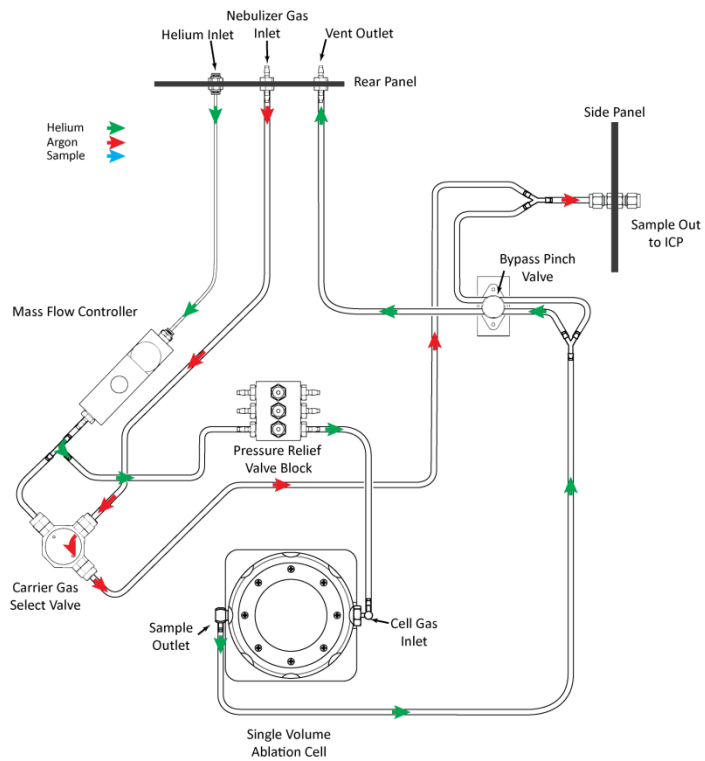 Nebulizer Gas
Inlet
Helium Inlet
Vent Outlet
Rear Panel
Side Panel
Helium
Argon
Sample
Sample Out
to ICP
Bypass Pinch
Valve
Mass Flow Controller
Pressure Relief
Valve Block
Carrier Gas
Select Valve
Sample
Outlet
Cell Gas
Inlet
Single Volume
Ablation Cell